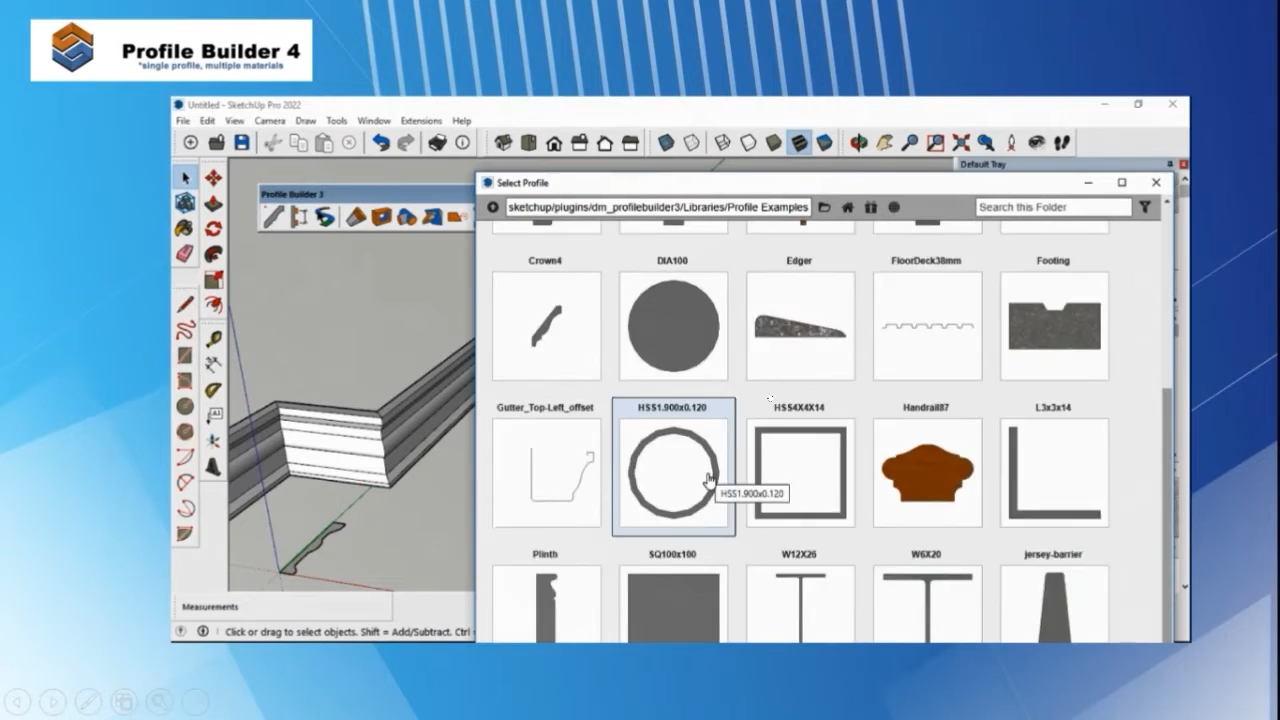 Profile Builder 4
*single profile, multiple materials
Untitled - SketchUp Pro 2022
File Edit View Camera Draw Tools Window Extensions Help
Default Tray
Select Profile
Profile Builder 3
sketchup/plugins/dm_profilebuilder3/Libraries/Profile Examples
Search this Folder
Crown4 DIA100 Edger FloorDeck38mm Footing
Gutter_Top-Left_offset HSS1.900x0.120 HSS4X4X14 Handrail87 L3x3x14
HSS1.900x0.120
Plinth SQ100x100 W12X26 W6X20 jersey-barrier
Measurements
Click or drag to select objects. Shift = Add/Subtract. Ctrl